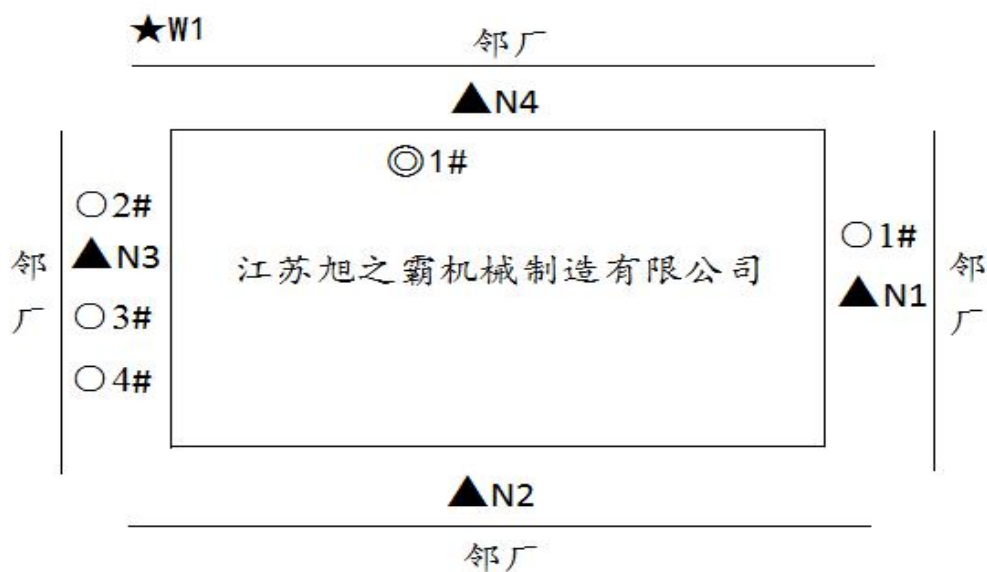 ★W1
邻厂
▲N4
◎1#
○2#
○1#
▲N3
江苏旭之霸机械制造有限公司
邻厂
邻厂
▲N1
○3#
○4#
▲N2
邻厂